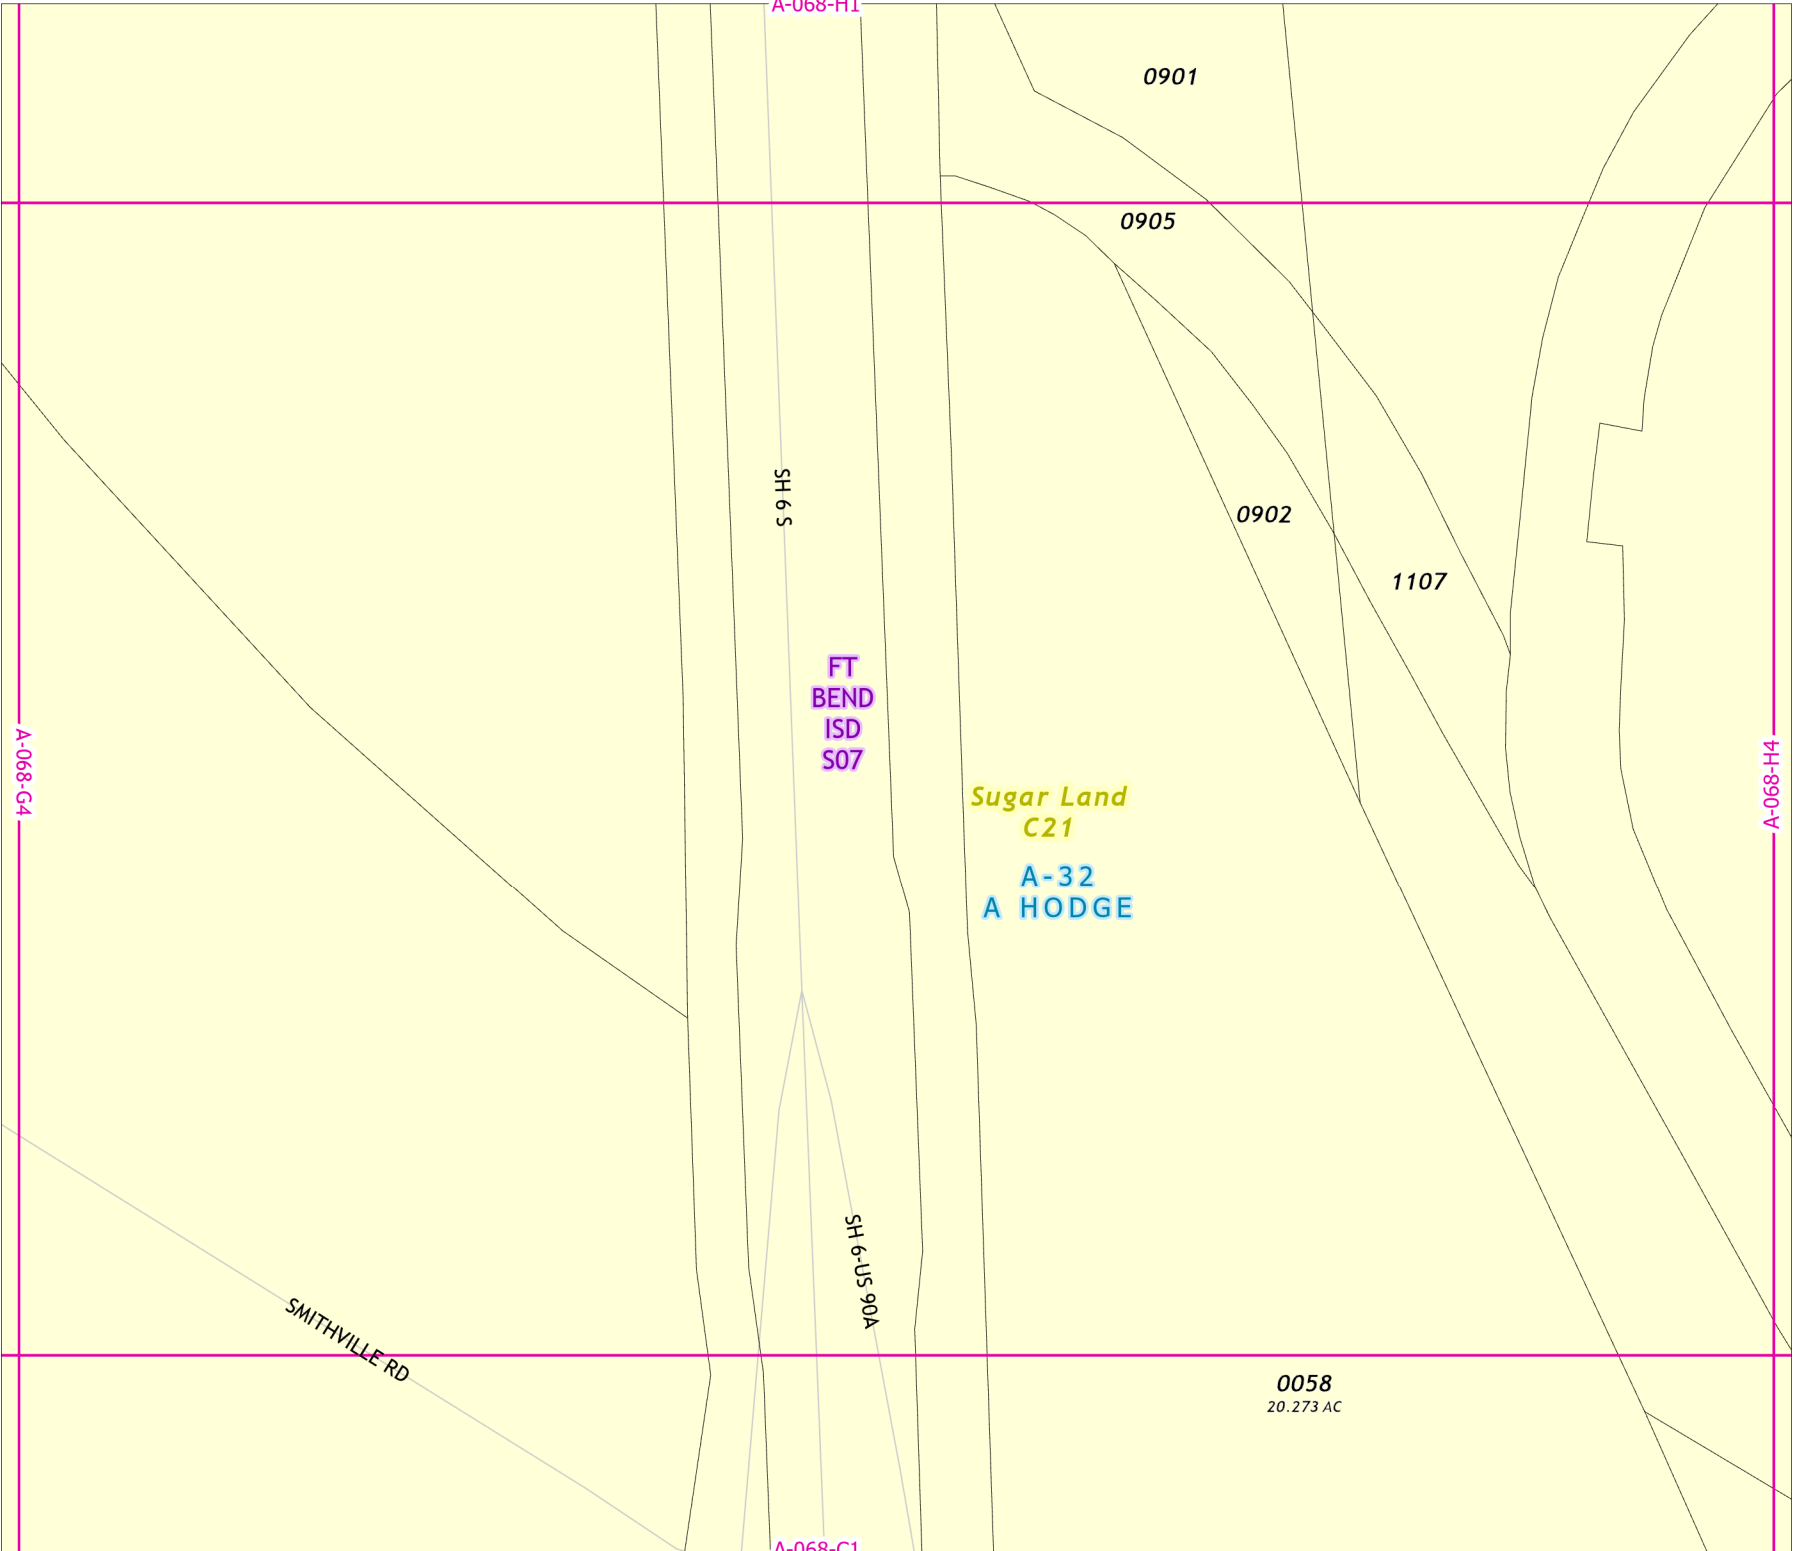 A-068-H1
0901
0905
SH 6 S
0902
1107
FT
BEND
ISD
S07
A-068-G4
A-068-H4
Sugar Land
C21
A-32
A HODGE
SH 6-US 90A
SMITHVILLE RD
0058
20.273 AC
A-068-C1